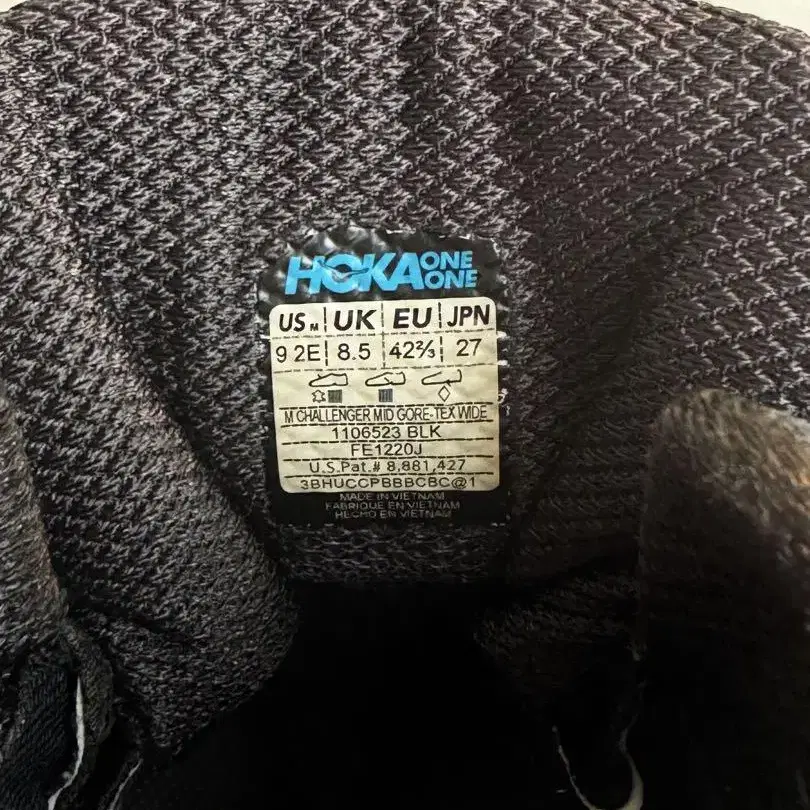 HOKA ONE ONE
US M UK EU JPN
9 2E 8.5 42⅔ 27
M CHALLENGER MID GORE-TEX WIDE
1106523 BLK
FE1220J
U.S.Pat.# 8,881,427
3BHUCCPBBBCBC@1
MADE IN VIETNAM
FABRIQUE EN VIETNAM
HECHO EN VIETNAM